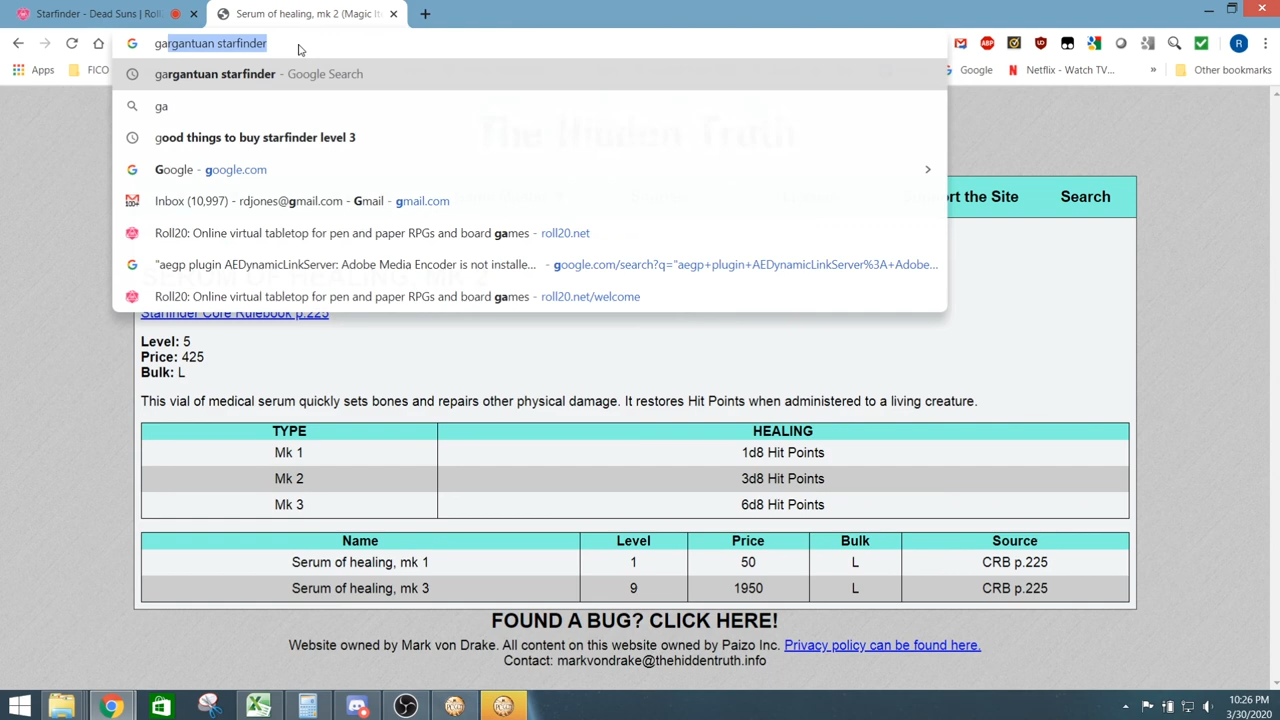 Starfinder - Dead Suns | Roll
Serum of healing, mk 2 (Magic It
gargantuan starfinder
Apps
FICO
Google
Netflix - Watch TV...
»
Other bookmarks
gargantuan starfinder - Google Search
ga
good things to buy starfinder level 3
Google - google.com
Inbox (10,997) - rdjones@gmail.com - Gmail - gmail.com
Roll20: Online virtual tabletop for pen and paper RPGs and board games - roll20.net
"aegp plugin AEDynamicLinkServer: Adobe Media Encoder is not installe... - google.com/search?q="aegp+plugin+AEDynamicLinkServer%3A+Adobe...
Roll20: Online virtual tabletop for pen and paper RPGs and board games - roll20.net/welcome
The Hidden Truth
rt the Site
Search
Starfinder Core Rulebook p.225
Level: 5
Price: 425
Bulk: L
This vial of medical serum quickly sets bones and repairs other physical damage. It restores Hit Points when administered to a living creature.
TYPE HEALING
Mk 1 1d8 Hit Points
Mk 2 3d8 Hit Points
Mk 3 6d8 Hit Points
Name Level Price Bulk Source
Serum of healing, mk 1 1 50 L CRB p.225
Serum of healing, mk 3 9 1950 L CRB p.225
FOUND A BUG? CLICK HERE!
Website owned by Mark von Drake. All content on this website owned by Paizo Inc. Privacy policy can be found here.
Contact: markvondrake@thehiddentruth.info
10:26 PM
3/30/2020